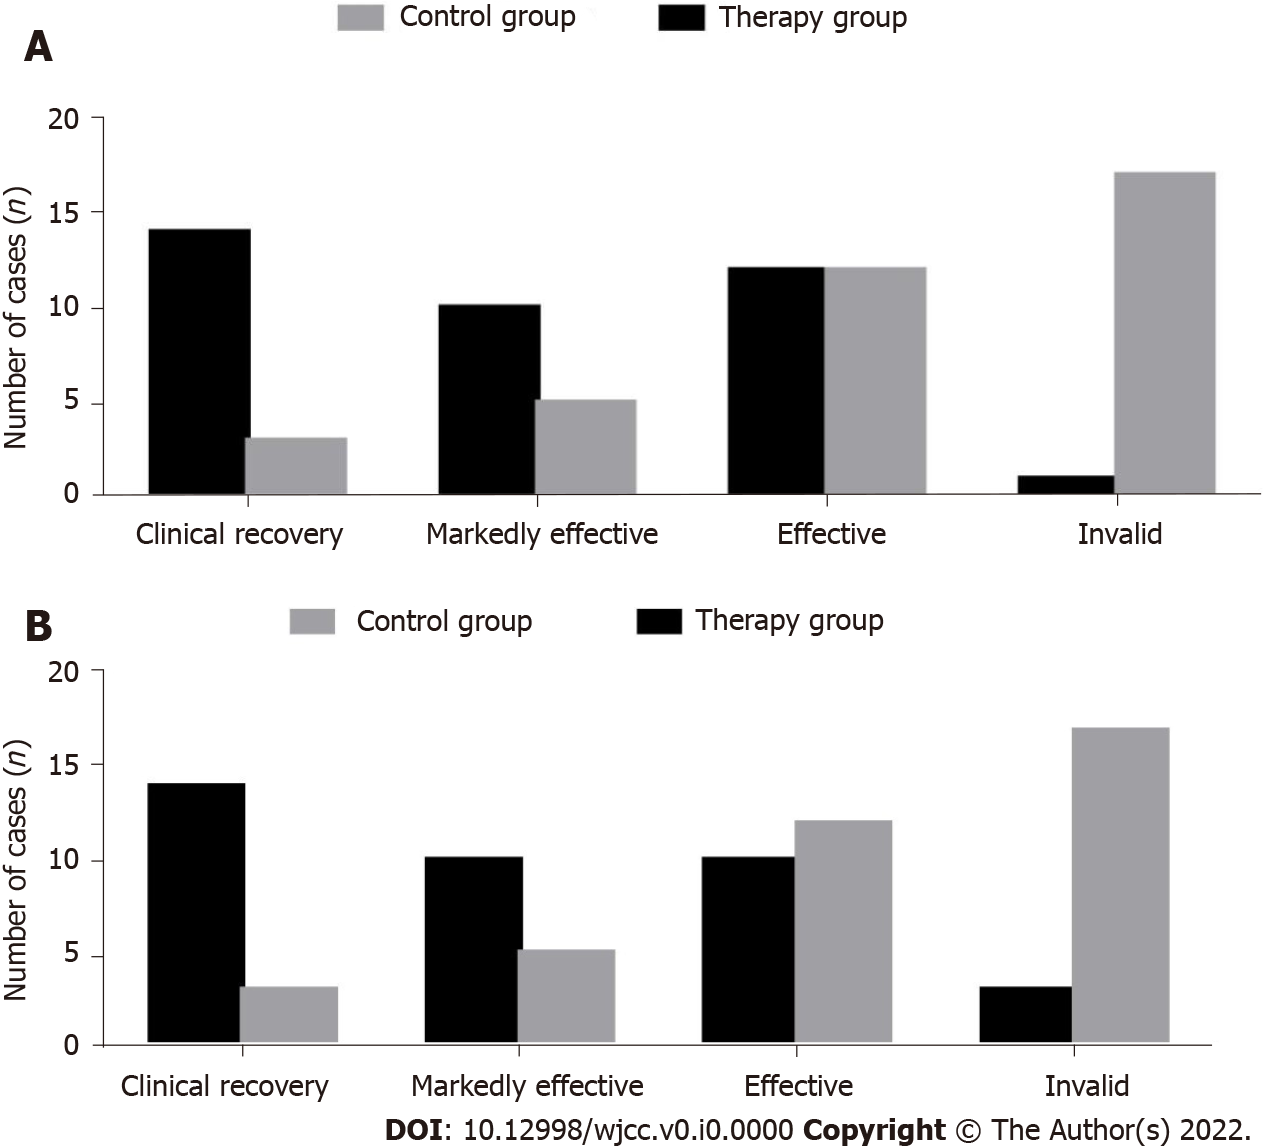 Control group Therapy group
A
20
15
10
5
0
Number of cases (n)
Clinical recovery Markedly effective Effective Invalid
B
Control group Therapy group
20
15
10
5
0
Number of cases (n)
Clinical recovery Markedly effective Effective Invalid
DOI: 10.12998/wjcc.v0.i0.0000 Copyright © The Author(s) 2022.